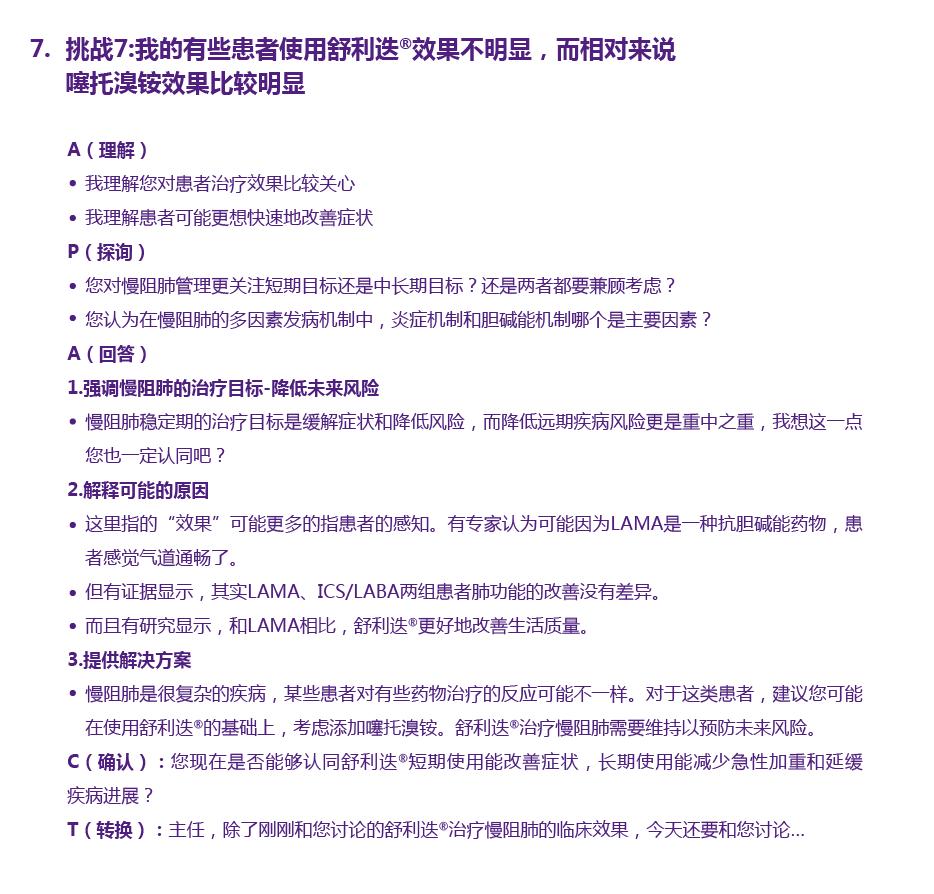 7. 挑战7:我的有些患者使用舒利迭®效果不明显，而相对来说
噻托溴铵效果比较明显
A（理解）
• 我理解您对患者治疗效果比较关心
• 我理解患者可能更想快速地改善症状
P（探询）
• 您对慢阻肺管理更关注短期目标还是中长期目标？还是两者都要兼顾考虑？
• 您认为在慢阻肺的多因素发病机制中，炎症机制和胆碱能机制哪个是主要因素？
A（回答）
1.强调慢阻肺的治疗目标-降低未来风险
• 慢阻肺稳定期的治疗目标是缓解症状和降低风险，而降低远期疾病风险更是重中之重，我想这一点
您也一定认同吧？
2.解释可能的原因
• 这里指的“效果”可能更多的指患者的感知。有专家认为可能因为LAMA是一种抗胆碱能药物，患
者感觉气道通畅了。
• 但有证据显示，其实LAMA、ICS/LABA两组患者肺功能的改善没有差异。
• 而且有研究显示，和LAMA相比，舒利迭®更好地改善生活质量。
3.提供解决方案
• 慢阻肺是很复杂的疾病，某些患者对有些药物治疗的反应可能不一样。对于这类患者，建议您可能
在使用舒利迭®的基础上，考虑添加噻托溴铵。舒利迭®治疗慢阻肺需要维持以预防未来风险。
C（确认）：您现在是否能够认同舒利迭®短期使用能改善症状，长期使用能减少急性加重和延缓
疾病进展？
T（转换）：主任，除了刚刚和您讨论的舒利迭®治疗慢阻肺的临床效果，今天还要和您讨论...